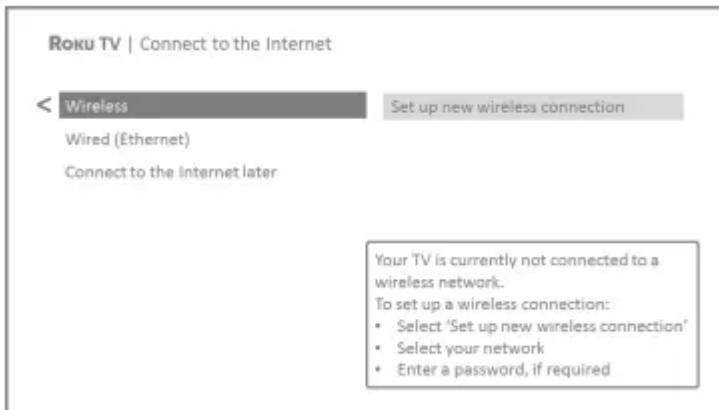 ROKU TV | Connect to the Internet
< Wireless
Set up new wireless connection
Wired (Ethernet)
Connect to the Internet later
Your TV is currently not connected to a
wireless network.
To set up a wireless connection:
• Select 'Set up new wireless connection'
• Select your network
• Enter a password, if required